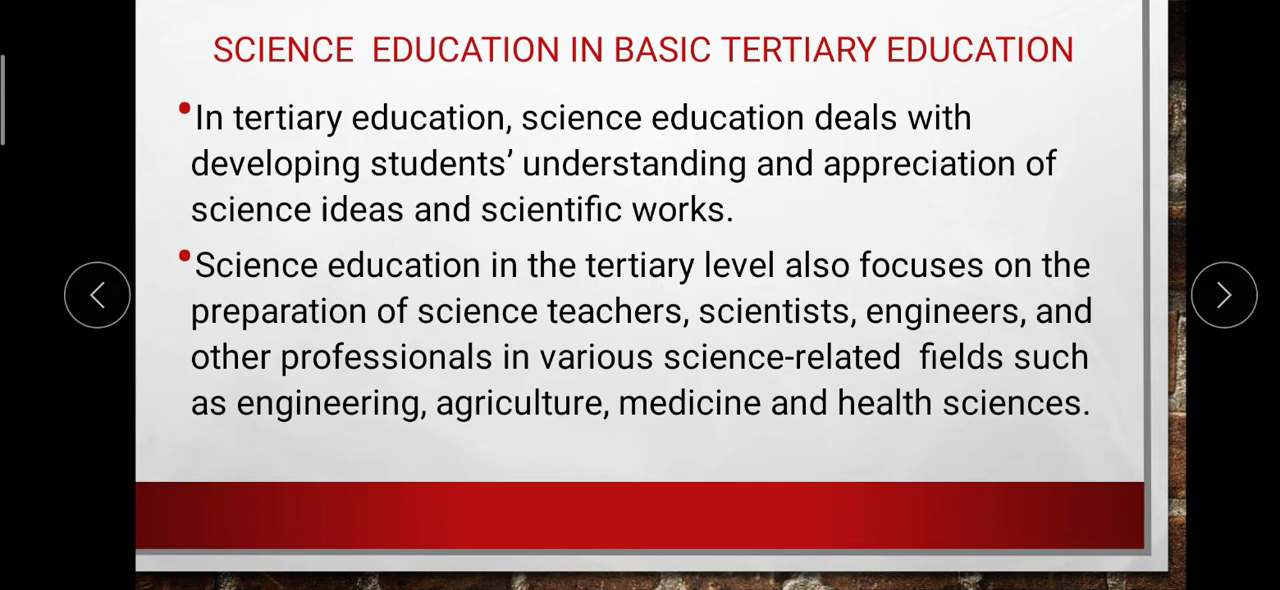 SCIENCE  EDUCATION IN BASIC TERTIARY EDUCATION
•In tertiary education, science education deals with
developing students’ understanding and appreciation of
science ideas and scientific works.
•Science education in the tertiary level also focuses on the
preparation of science teachers, scientists, engineers, and
other professionals in various science-related  fields such
as engineering, agriculture, medicine and health sciences.